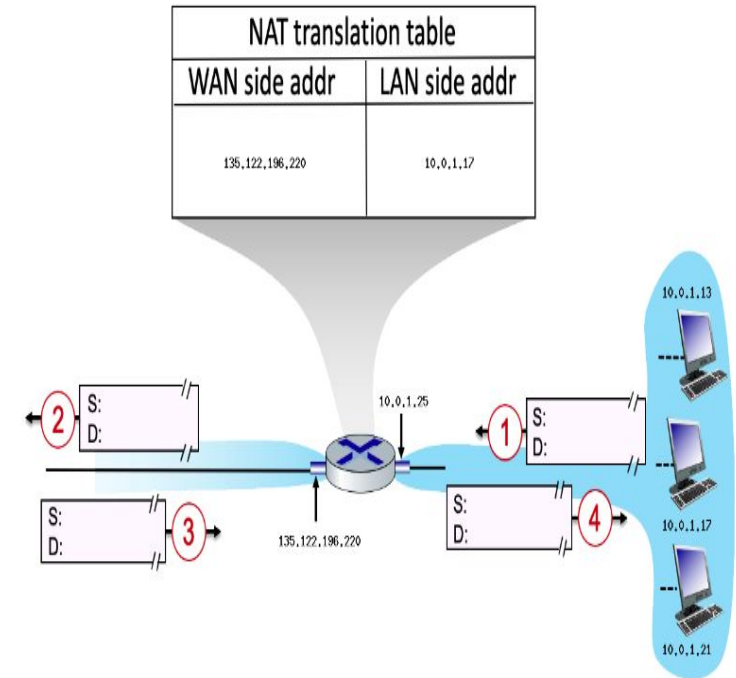 NAT translation table
WAN side addr LAN side addr
135,122,196,220 10,0,1,17
10,0,1,13
10,0,1,25
2 S:
D:
1 S:
D:
S: 3
D:
S: 4
D:
135,122,196,220
10,0,1,17
10,0,1,21